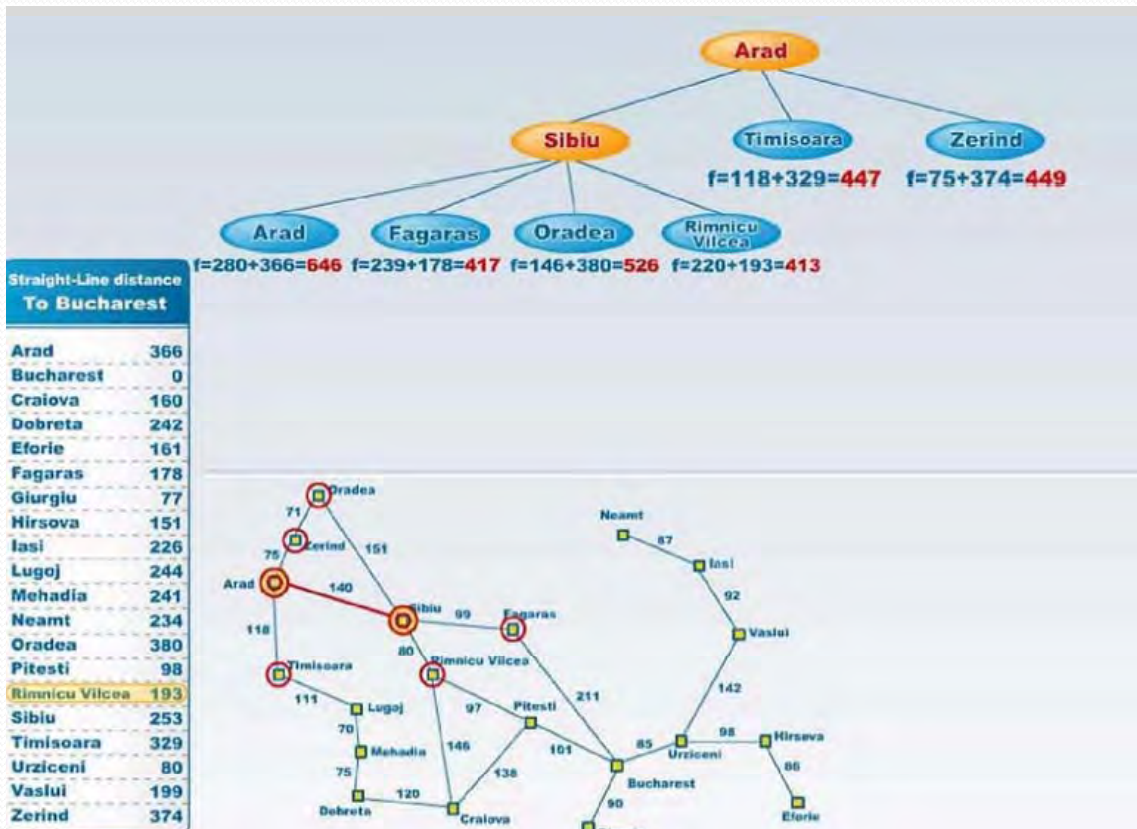 Arad
Sibiu
Timisoara
Zerind
f=118+329=447 f=75+374=449
Arad
Fagaras
Oradea
Rimnicu
Vilcea
f=280+366=646 f=239+178=417 f=146+380=526 f=220+193=413
Straight-Line distance
To Bucharest
Arad 366
Bucharest 0
Craiova 160
Dobreta 242
Eforie 161
Fagaras 178
Giurgiu 77
Hirsova 151
Iasi 226
Lugoj 244
Mehadia 241
Neamt 234
Oradea 380
Pitesti 98
Rimnicu Vilcea 193
Sibiu 253
Timisoara 329
Urziceni 80
Vaslui 199
Zerind 374
Oradea
71
Neamt
87
Zerind
151
Iasi
75
Arad
140
92
Sibiu
99
Fagaras
118
Vaslui
80
Rimnicu Vilcea
Timisoara
111
Lugoj
97
Pitesti
211
142
70
146
98
Hirsova
Mehadia
101
85
Urziceni
75
138
Bucharest
86
120
90
Dobreta
Craiova
Eforie